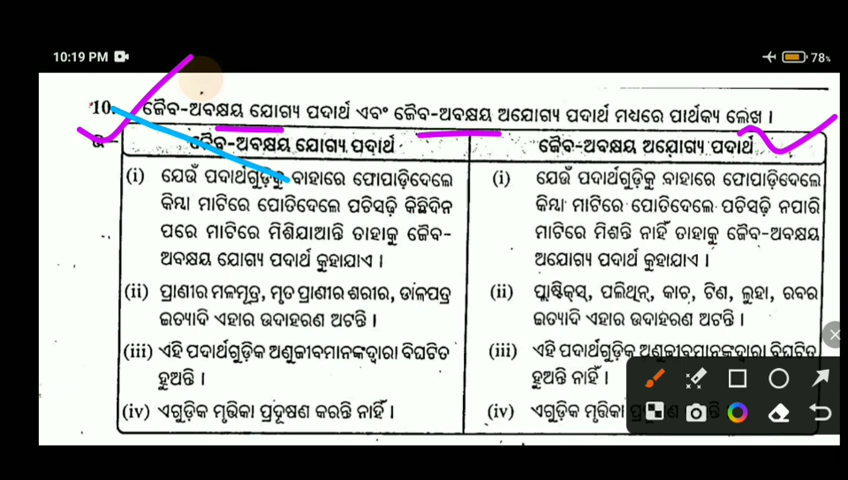 10:19 PM
78%
10. ଜୈବ-ଅବକ୍ଷୟ ଯୋଗ୍ୟ ପଦାର୍ଥ ଏବଂ ଜୈବ-ଅବକ୍ଷୟ ଅଯୋଗ୍ୟ ପଦାର୍ଥ ମଧ୍ୟରେ ପାର୍ଥକ୍ୟ ଲେଖ ।
ଜୈବ-ଅବକ୍ଷୟ ଯୋଗ୍ୟ ପଦାର୍ଥ
(i) ଯେଉଁ ପଦାର୍ଥଗୁଡ଼ିକୁ ବାହାରେ ଫୋପାଡ଼ିଦେଲେ
କିମ୍ବା ମାଟିରେ ପୋତିଦେଲେ ପଚିସଢ଼ି କିଛିଦିନ
ପରେ ମାଟିରେ ମିଶିଯାଆନ୍ତି ତାହାକୁ ଜୈବ-
ଅବକ୍ଷୟ ଯୋଗ୍ୟ ପଦାର୍ଥ କୁହାଯାଏ ।
(ii) ପ୍ରାଣୀର ମଳମୂତ୍ର, ମୃତ ପ୍ରାଣୀର ଶରୀର, ଡାଳପତ୍ର
ଇତ୍ୟାଦି ଏହାର ଉଦାହରଣ ଅଟନ୍ତି ।
(iii) ଏହି ପଦାର୍ଥଗୁଡ଼ିକ ଅଣୁଜୀବମାନଙ୍କଦ୍ୱାରା ବିଘଟିତ
ହୁଅନ୍ତି ।
(iv) ଏଗୁଡ଼ିକ ମୃତ୍ତିକା ପ୍ରଦୂଷଣ କରନ୍ତି ନାହିଁ ।
ଜୈବ-ଅବକ୍ଷୟ ଅଯୋଗ୍ୟ ପଦାର୍ଥ
(i) ଯେଉଁ ପଦାର୍ଥଗୁଡ଼ିକୁ ବାହାରେ ଫୋପାଡ଼ିଦେଲେ
କିମ୍ବା ମାଟିରେ ପୋତିଦେଲେ ପଚିସଢ଼ି ନପାରି
ମାଟିରେ ମିଶନ୍ତି ନାହିଁ ତାହାକୁ ଜୈବ-ଅବକ୍ଷୟ
ଅଯୋଗ୍ୟ ପଦାର୍ଥ କୁହାଯାଏ ।
(ii) ପ୍ଲାଷ୍ଟିକ୍ସ, ପଲିଥିନ୍, କାଚ, ଟିଣ, ଲୁହା, ରବର
ଇତ୍ୟାଦି ଏହାର ଉଦାହରଣ ଅଟନ୍ତି ।
(iii) ଏହି ପଦାର୍ଥଗୁଡ଼ିକ ଅଣୁଜୀବମାନଙ୍କଦ୍ୱାରା ବିଘଟିତ
ହୁଅନ୍ତି ନାହିଁ ।
(iv) ଏଗୁଡ଼ିକ ମୃତ୍ତିକା